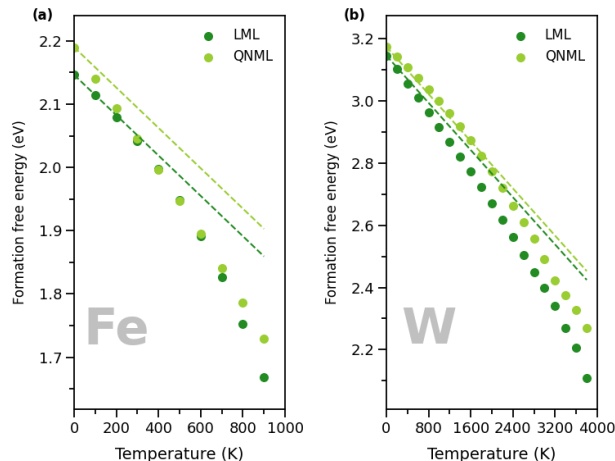 (a)
2.2
2.1
2.0
1.9
1.8
1.7
Formation free energy (eV)
LML
QNML
Fe
0 200 400 600 800 1000
Temperature (K)
(b)
3.2
3.0
2.8
2.6
2.4
2.2
Formation free energy (eV)
LML
QNML
W
0 800 1600 2400 3200 4000
Temperature (K)